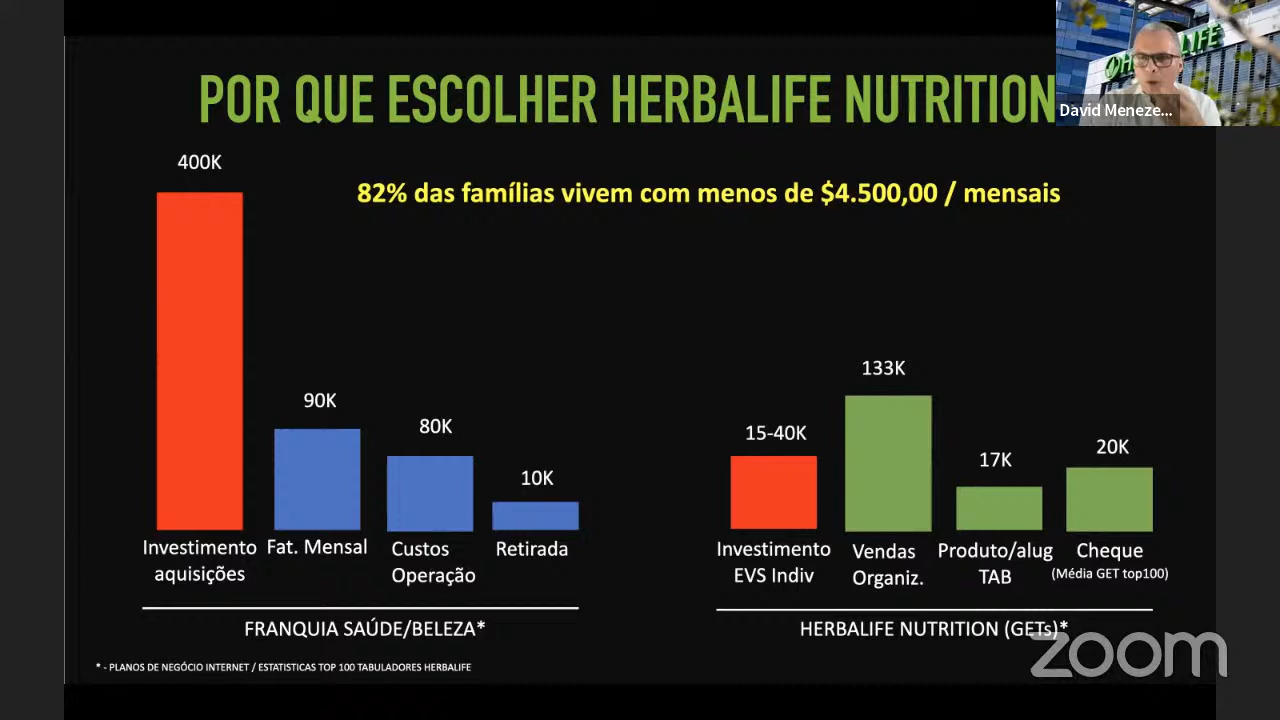 POR QUE ESCOLHER HERBALIFE NUTRITION
David Meneze...
400K
82% das famílias vivem com menos de $4.500,00 / mensais
90K
80K
10K
133K
15-40K
17K
20K
Investimento
aquisições
Fat. Mensal
Custos
Operação
Retirada
Investimento
EVS Indiv
Vendas
Organiz.
Produto/alug
TAB
Cheque
(Média GET top100)
FRANQUIA SAÚDE/BELEZA*
HERBALIFE NUTRITION (GETs)*
* - PLANOS DE NEGÓCIO INTERNET / ESTATISTICAS TOP 100 TABULADORES HERBALIFE
zoom